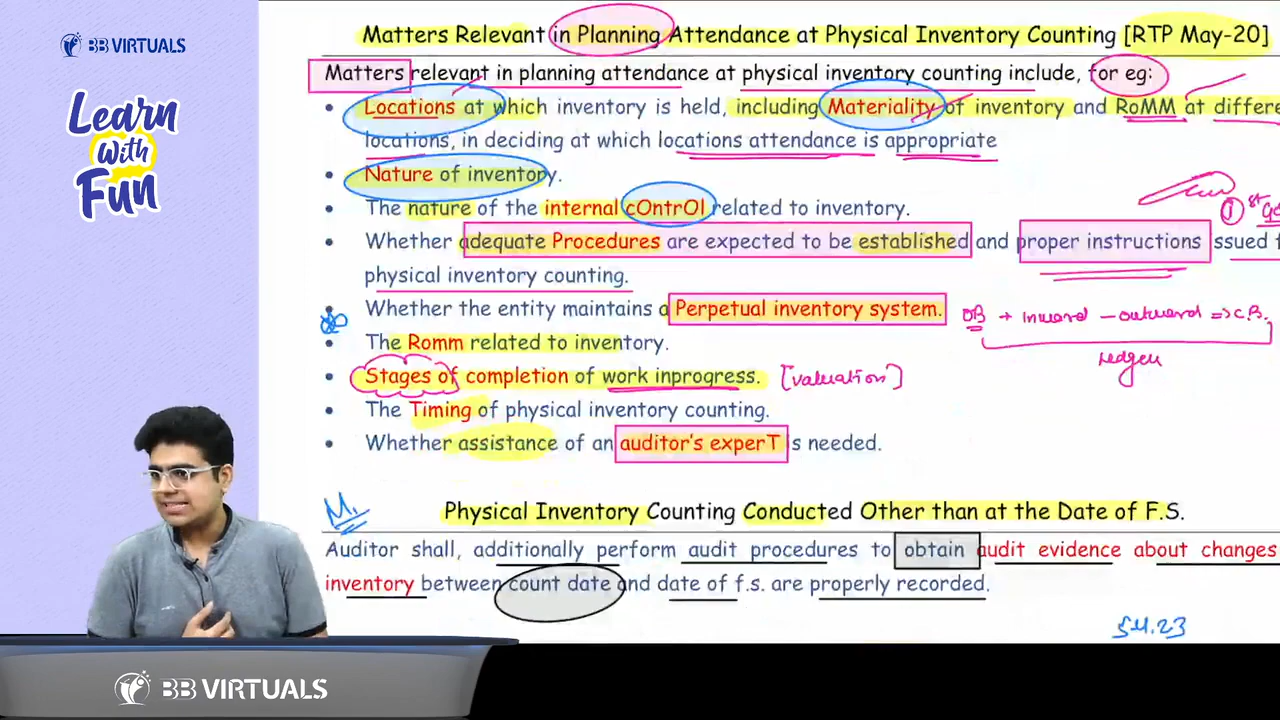 BB VIRTUALS
Learn
With
Fun
Matters Relevant in Planning Attendance at Physical Inventory Counting [RTP May-20]
Matters relevant in planning attendance at physical inventory counting include, for eg:
• Locations at which inventory is held, including Materiality of inventory and RoMM at differe
locations, in deciding at which locations attendance is appropriate
• Nature of inventory.
• The nature of the internal cOntrOl related to inventory.
• Whether adequate Procedures are expected to be established and proper instructions issued f
physical inventory counting.
• Whether the entity maintains a Perpetual inventory system.
OB + inward - outward => C.B.
ledger
• The Romm related to inventory.
• Stages of completion of work inprogress. [valuation]
• The Timing of physical inventory counting.
• Whether assistance of an auditor's experT is needed.
M.
Physical Inventory Counting Conducted Other than at the Date of F.S.
Auditor shall, additionally perform audit procedures to obtain audit evidence about changes
inventory between count date and date of f.s. are properly recorded.
BB VIRTUALS